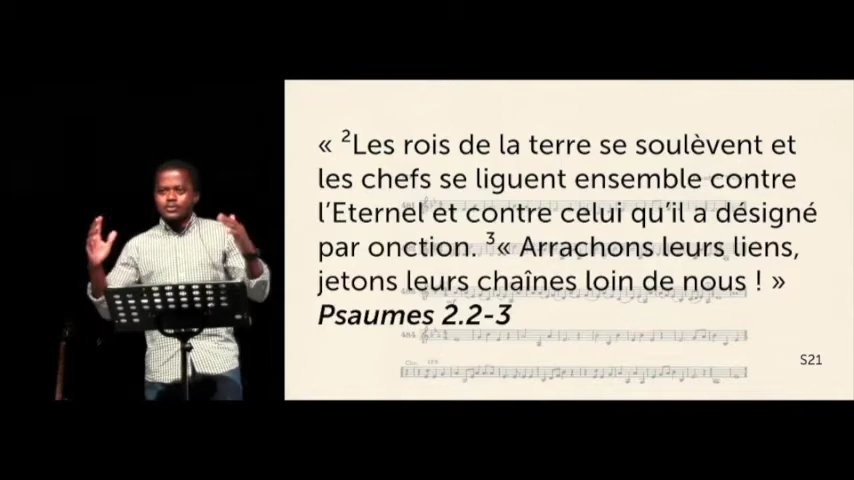 « ²Les rois de la terre se soulèvent et
les chefs se liguent ensemble contre
l'Eternel et contre celui qu'il a désigné
par onction. ³« Arrachons leurs liens,
jetons leurs chaînes loin de nous ! »
Psaumes 2.2-3
S21